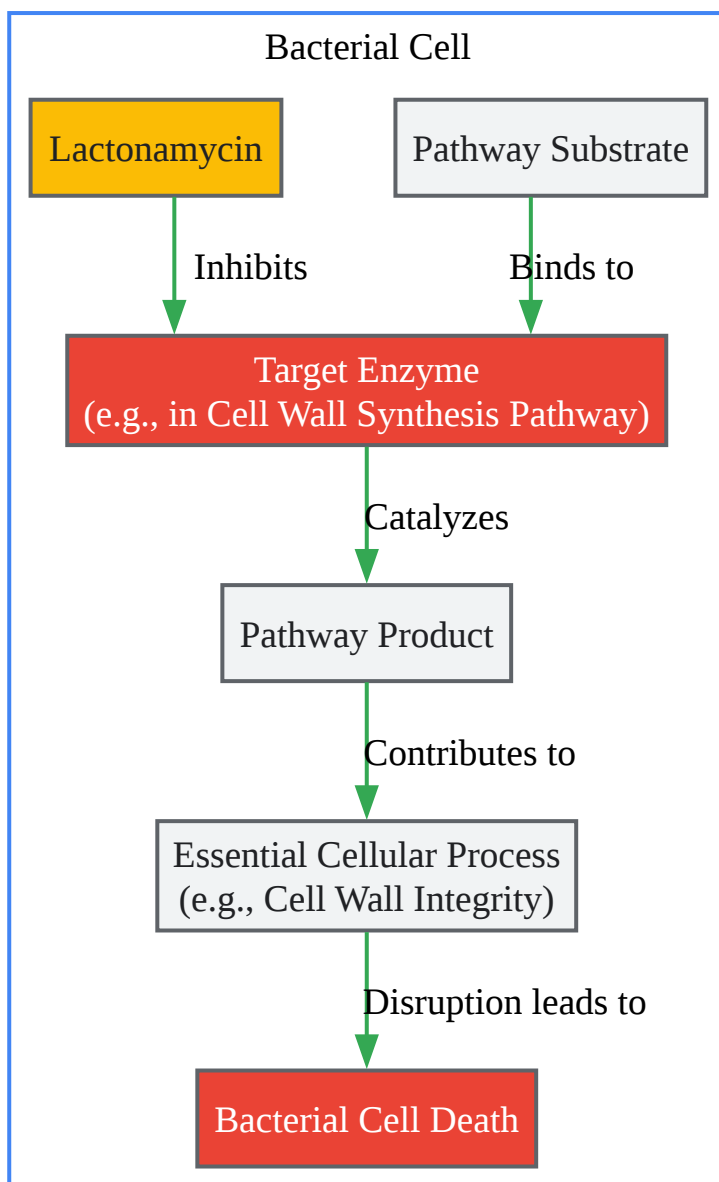 Bacterial Cell
Lactonamycin
Pathway Substrate
Inhibits
Binds to
Target Enzyme
(e.g., in Cell Wall Synthesis Pathway)
Catalyzes
Pathway Product
Contributes to
Essential Cellular Process
(e.g., Cell Wall Integrity)
Disruption leads to
Bacterial Cell Death